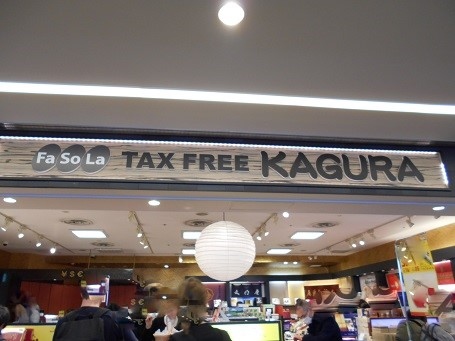 Fa So La TAX FREE KAGURA
¥$€